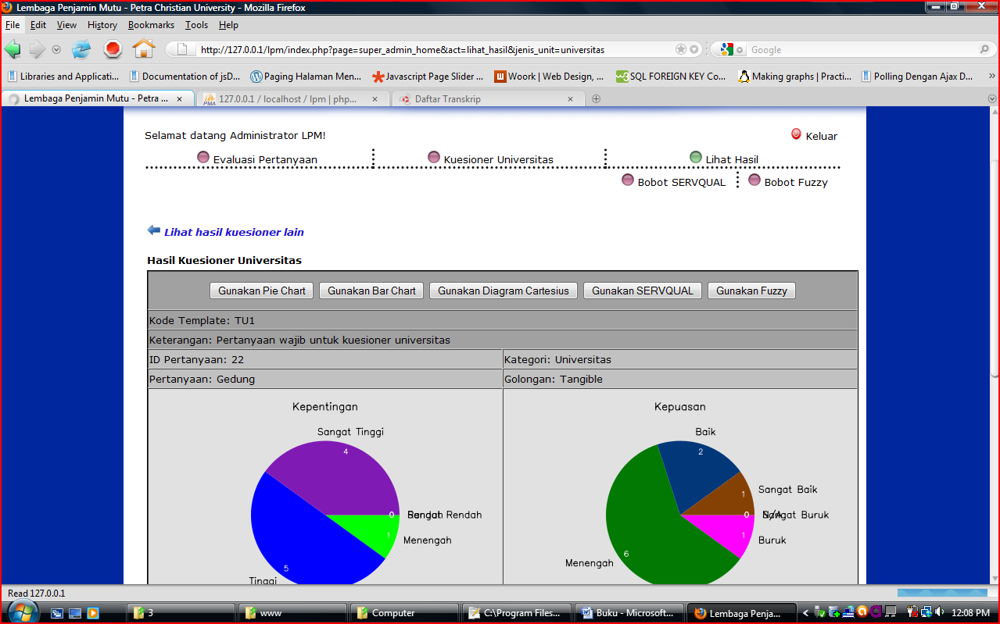 Lembaga Penjamin Mutu - Petra Christian University - Mozilla Firefox
File Edit View History Bookmarks Tools Help
http://127.0.0.1/lpm/index.php?page=super_admin_home&act=lihat_hasil&jenis_unit=universitas
Google
Libraries and Applicati... Documentation of jsD... Paging Halaman Men... Javascript Page Slider ... Woork | Web Design, ... SQL FOREIGN KEY Co... Making graphs | Practi... Polling Dengan Ajax D... »
Lembaga Penjamin Mutu - Petra ... 127.0.0.1 / localhost / lpm | php... Daftar Transkrip
Selamat datang Administrator LPM! Keluar
Evaluasi Pertanyaan Kuesioner Universitas Lihat Hasil
Bobot SERVQUAL Bobot Fuzzy
Lihat hasil kuesioner lain
Hasil Kuesioner Universitas
Gunakan Pie Chart Gunakan Bar Chart Gunakan Diagram Cartesius Gunakan SERVQUAL Gunakan Fuzzy
Kode Template: TU1
Keterangan: Pertanyaan wajib untuk kuesioner universitas
ID Pertanyaan: 22 Kategori: Universitas
Pertanyaan: Gedung Golongan: Tangible
Kepentingan
Sangat Tinggi
4
0 Rendah
1 Menengah
5
Tinggi
Kepuasan
Baik
2
1 Sangat Baik
0 Buruk
1 Buruk
6
Menengah
Read 127.0.0.1
3 www Computer C:\Program Files... Buku - Microsoft... Lembaga Penja... 12:08 PM